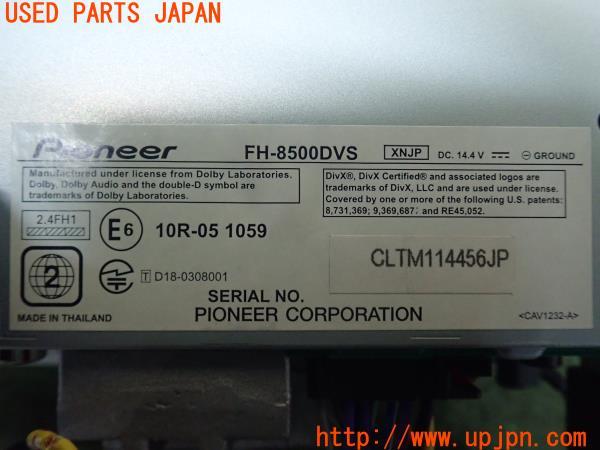 USED PARTS JAPAN
Pioneer
FH-8500DVS
XNJP
DC. 14.4 V
GROUND
Manufactured under license from Dolby Laboratories.
Dolby, Dolby Audio and the double-D symbol are
trademarks of Dolby Laboratories.
DivX®, DivX Certified® and associated logos are
trademarks of DivX, LLC and are used under license.
Covered by one or more of the following U.S. patents:
8,731,369; 9,369,687; and RE45,052.
2.4FH1
E6
10R-05 1059
2
T D18-0308001
CLTM114456JP
SERIAL NO.
MADE IN THAILAND
PIONEER CORPORATION
<CAV1232-A>
http://www.upjpn.com/